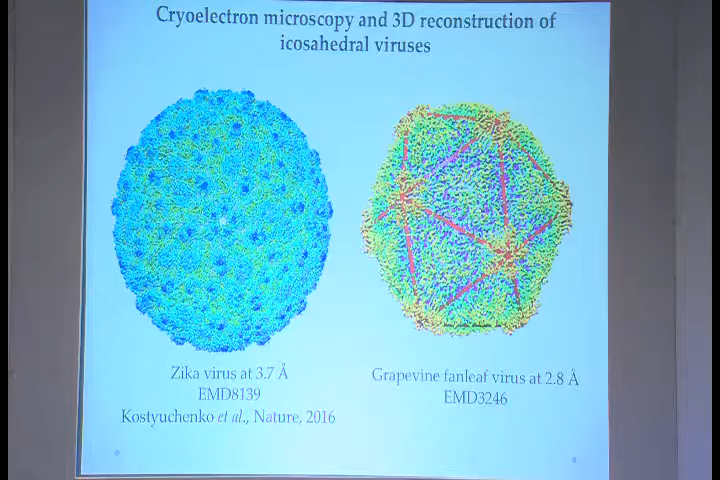 Cryoelectron microscopy and 3D reconstruction of
icosahedral viruses
Zika virus at 3.7 Å
EMD8139
Kostyuchenko et al., Nature, 2016
Grapevine fanleaf virus at 2.8 Å
EMD3246